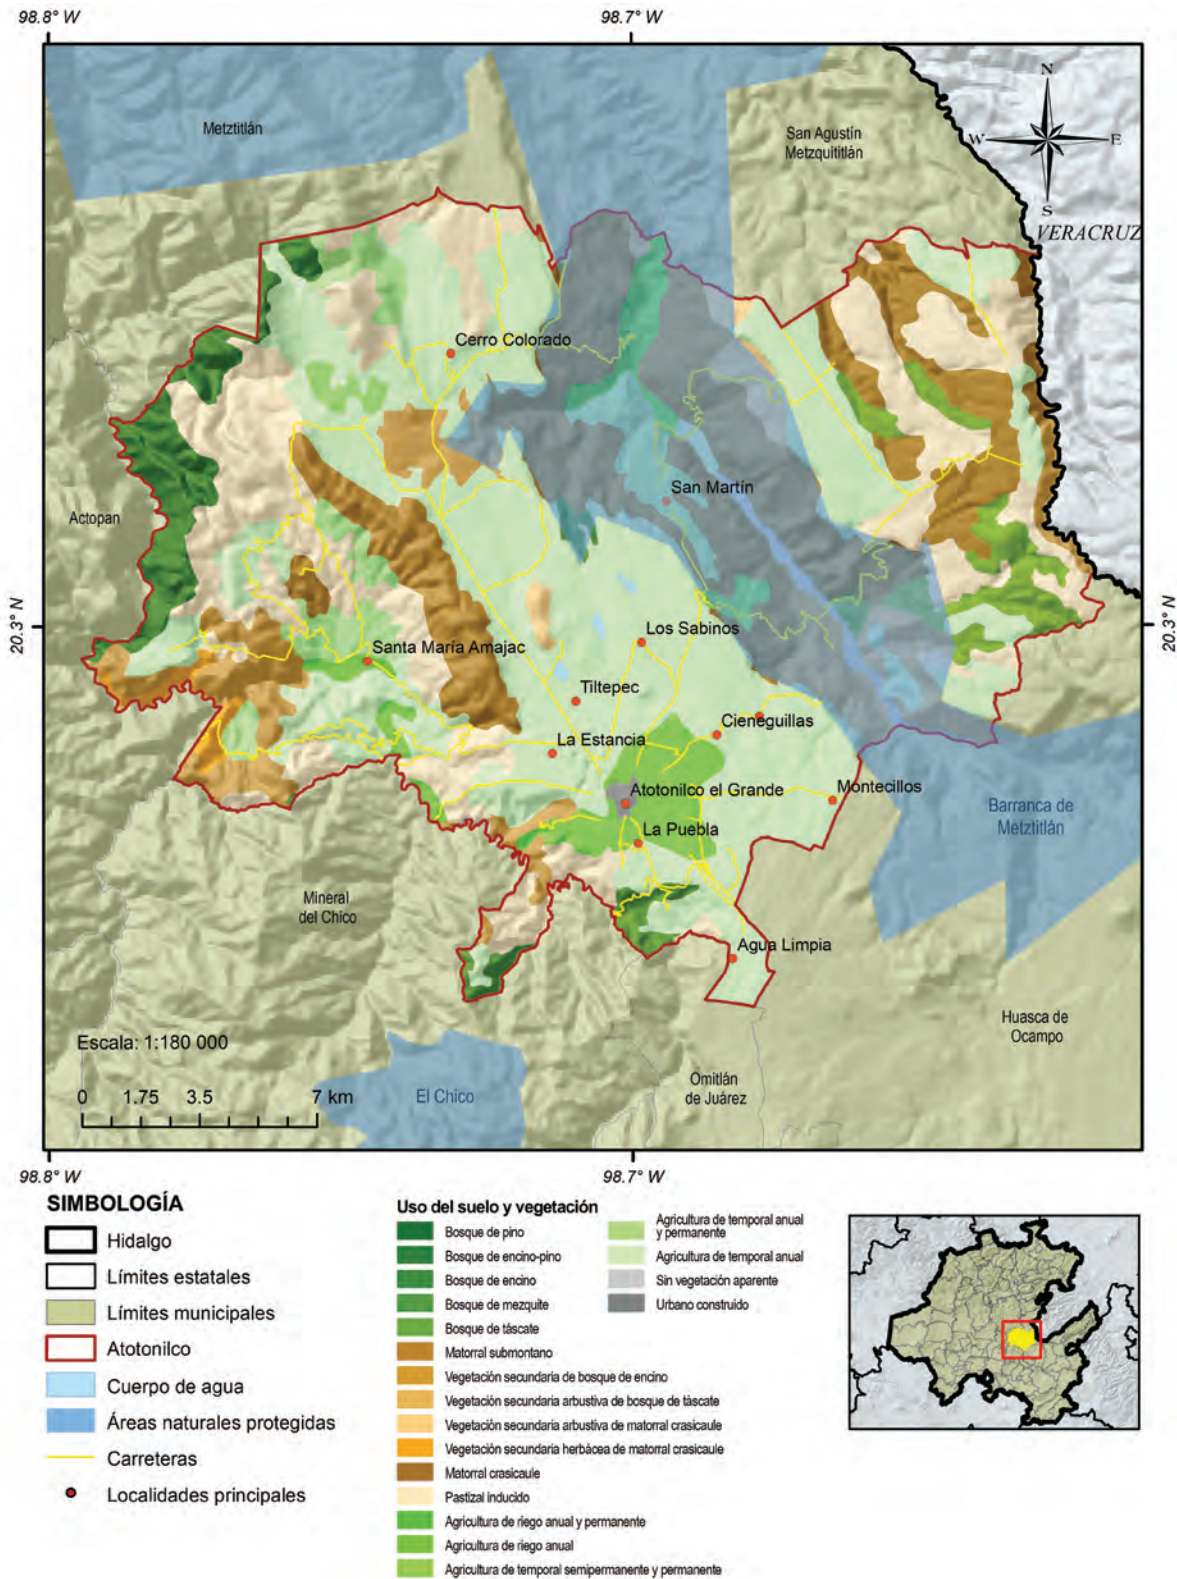 98.8° W
98.7° W
N
W
E
S
Metztitlán
San Agustín
Metzquititlán
VERACRUZ
Cerro Colorado
San Martín
Actopan
20.3° N
20.3° N
Los Sabinos
Santa María Amajac
Tiltepec
Cieneguillas
La Estancia
Atotonilco el Grande
Montecillos
Barranca de
Metztitlán
La Puebla
Mineral
del Chico
Agua Limpia
Huasca de
Ocampo
Escala: 1:180 000
0 1.75 3.5 7 km
El Chico
Omitlán
de Juárez
98.8° W
98.7° W
SIMBOLOGÍA
Hidalgo
Límites estatales
Límites municipales
Atotonilco
Cuerpo de agua
Áreas naturales protegidas
Carreteras
Localidades principales
Uso del suelo y vegetación
Bosque de pino
Bosque de encino-pino
Bosque de encino
Bosque de mezquite
Bosque de táscate
Matorral submontano
Vegetación secundaria de bosque de encino
Vegetación secundaria arbustiva de bosque de táscate
Vegetación secundaria arbustiva de matorral crasicaule
Vegetación secundaria herbácea de matorral crasicaule
Matorral crasicaule
Pastizal inducido
Agricultura de riego anual y permanente
Agricultura de riego anual
Agricultura de temporal semipermanente y permanente
Agricultura de temporal anual
y permanente
Agricultura de temporal anual
Sin vegetación aparente
Urbano construido